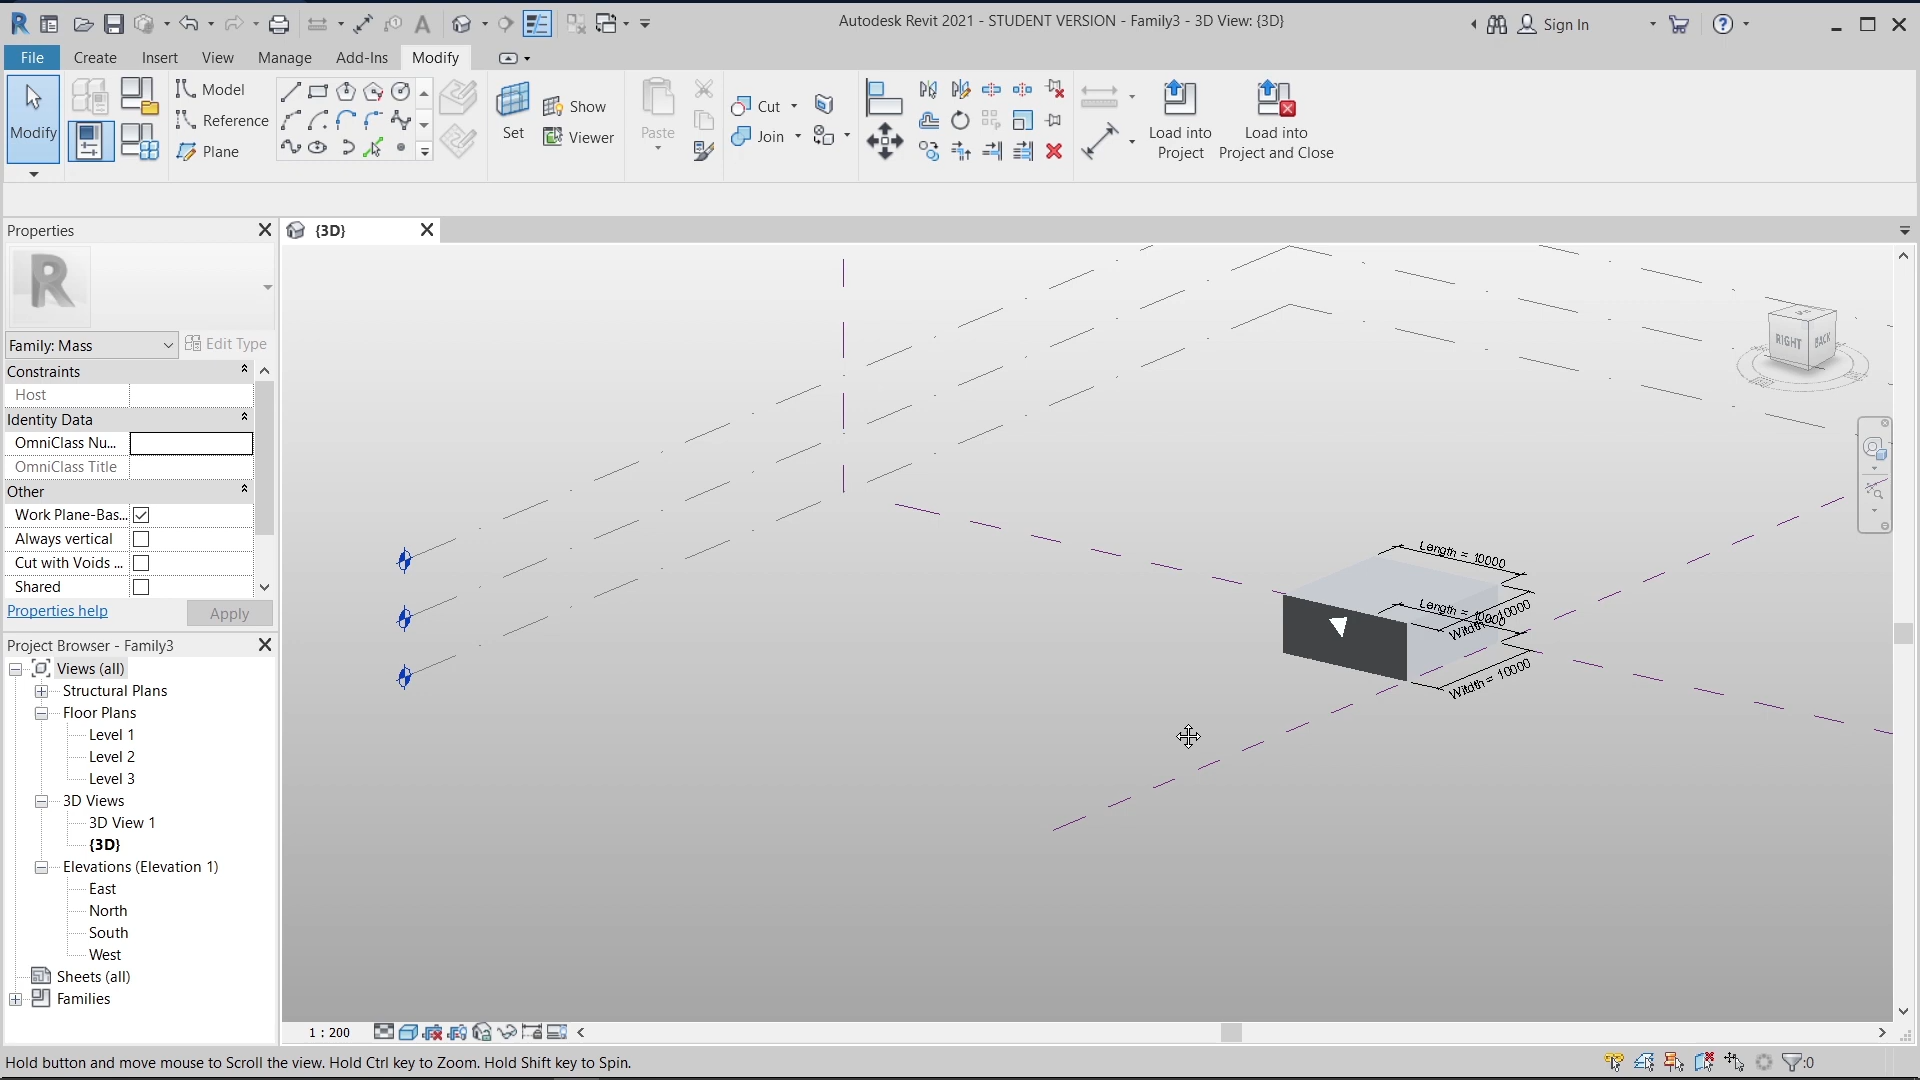 Autodesk Revit 2021 - STUDENT VERSION - Family3 - 3D View: {3D}
Sign In
File
Create
Insert
View
Manage
Add-Ins
Modify
Modify
Model
Reference
Plane
Set
Show
Viewer
Paste
Cut
Join
Load into
Project
Load into
Project and Close
Properties
{3D}
R
Family: Mass
Edit Type
Constraints
Host
Identity Data
OmniClass Nu...
OmniClass Title
Other
Work Plane-Bas...
Always vertical
Cut with Voids ...
Shared
Properties help
Apply
Project Browser - Family3
Views (all)
Structural Plans
Floor Plans
Level 1
Level 2
Level 3
3D Views
3D View 1
{3D}
Elevations (Elevation 1)
East
North
South
West
Sheets (all)
Families
RIGHT
BACK
Length = 10000
Witdth = 10000
1 : 200
Hold button and move mouse to Scroll the view. Hold Ctrl key to Zoom. Hold Shift key to Spin.
:0